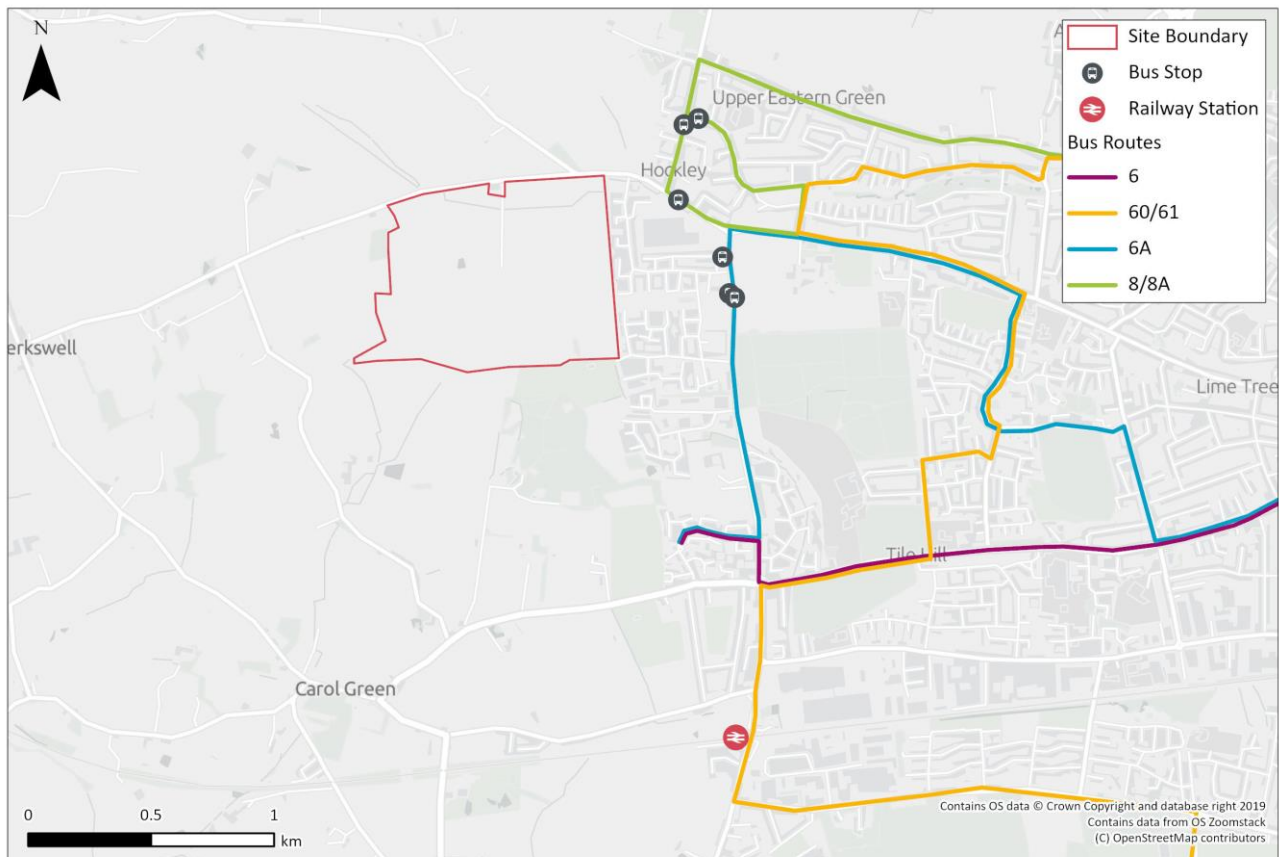 N
Site Boundary
Bus Stop
Railway Station
Bus Routes
6
60/61
6A
8/8A
Upper Eastern Green
Hockley
erkswell
Lime Tree
Tile Hill
Carol Green
0 0.5 1
km
Contains OS data © Crown Copyright and database right 2019
Contains data from OS Zoomstack
(C) OpenStreetMap contributors